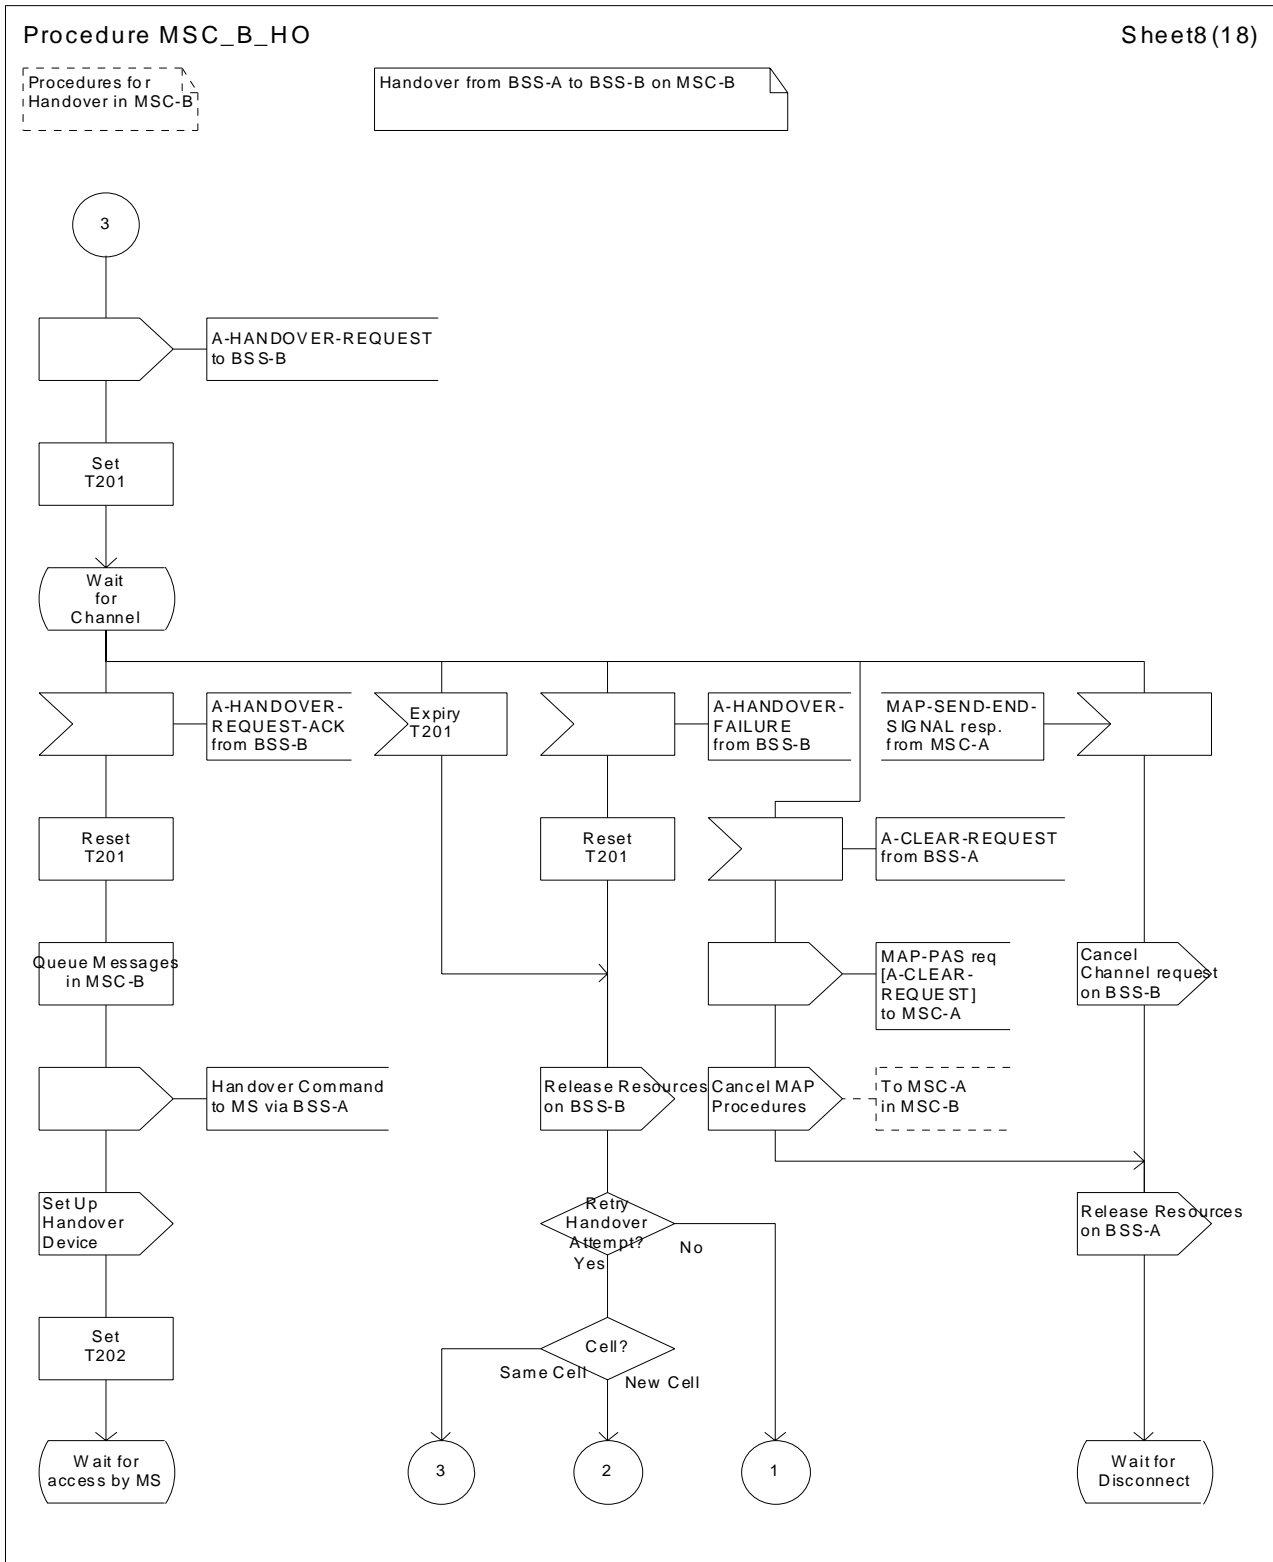 Procedure MSC_B_HO
Sheet8(18)
Procedures for
Handover in MSC-B
Handover from BSS-A to BSS-B on MSC-B
3
A-HANDOVER-REQUEST
to BSS-B
Set
T201
Wait
for
Channel
A-HANDOVER-
REQUEST-ACK
from BSS-B
Expiry
T201
A-HANDOVER-
FAILURE
from BSS-B
MAP-SEND-END-
SIGNAL resp.
from MSC-A
Reset
T201
Reset
T201
A-CLEAR-REQUEST
from BSS-A
Queue Messages
in MSC-B
MAP-PAS req
[A-CLEAR-
REQUEST]
to MSC-A
Cancel
Channel request
on BSS-B
Handover Command
to MS via BSS-A
Release Resources
on BSS-B
Cancel MAP
Procedures
To MSC-A
in MSC-B
Set Up
Handover
Device
Retry
Handover
Attempt?
Yes
No
Release Resources
on BSS-A
Set
T202
Cell?
Same Cell
New Cell
Wait for
access by MS
3
2
1
Wait for
Disconnect